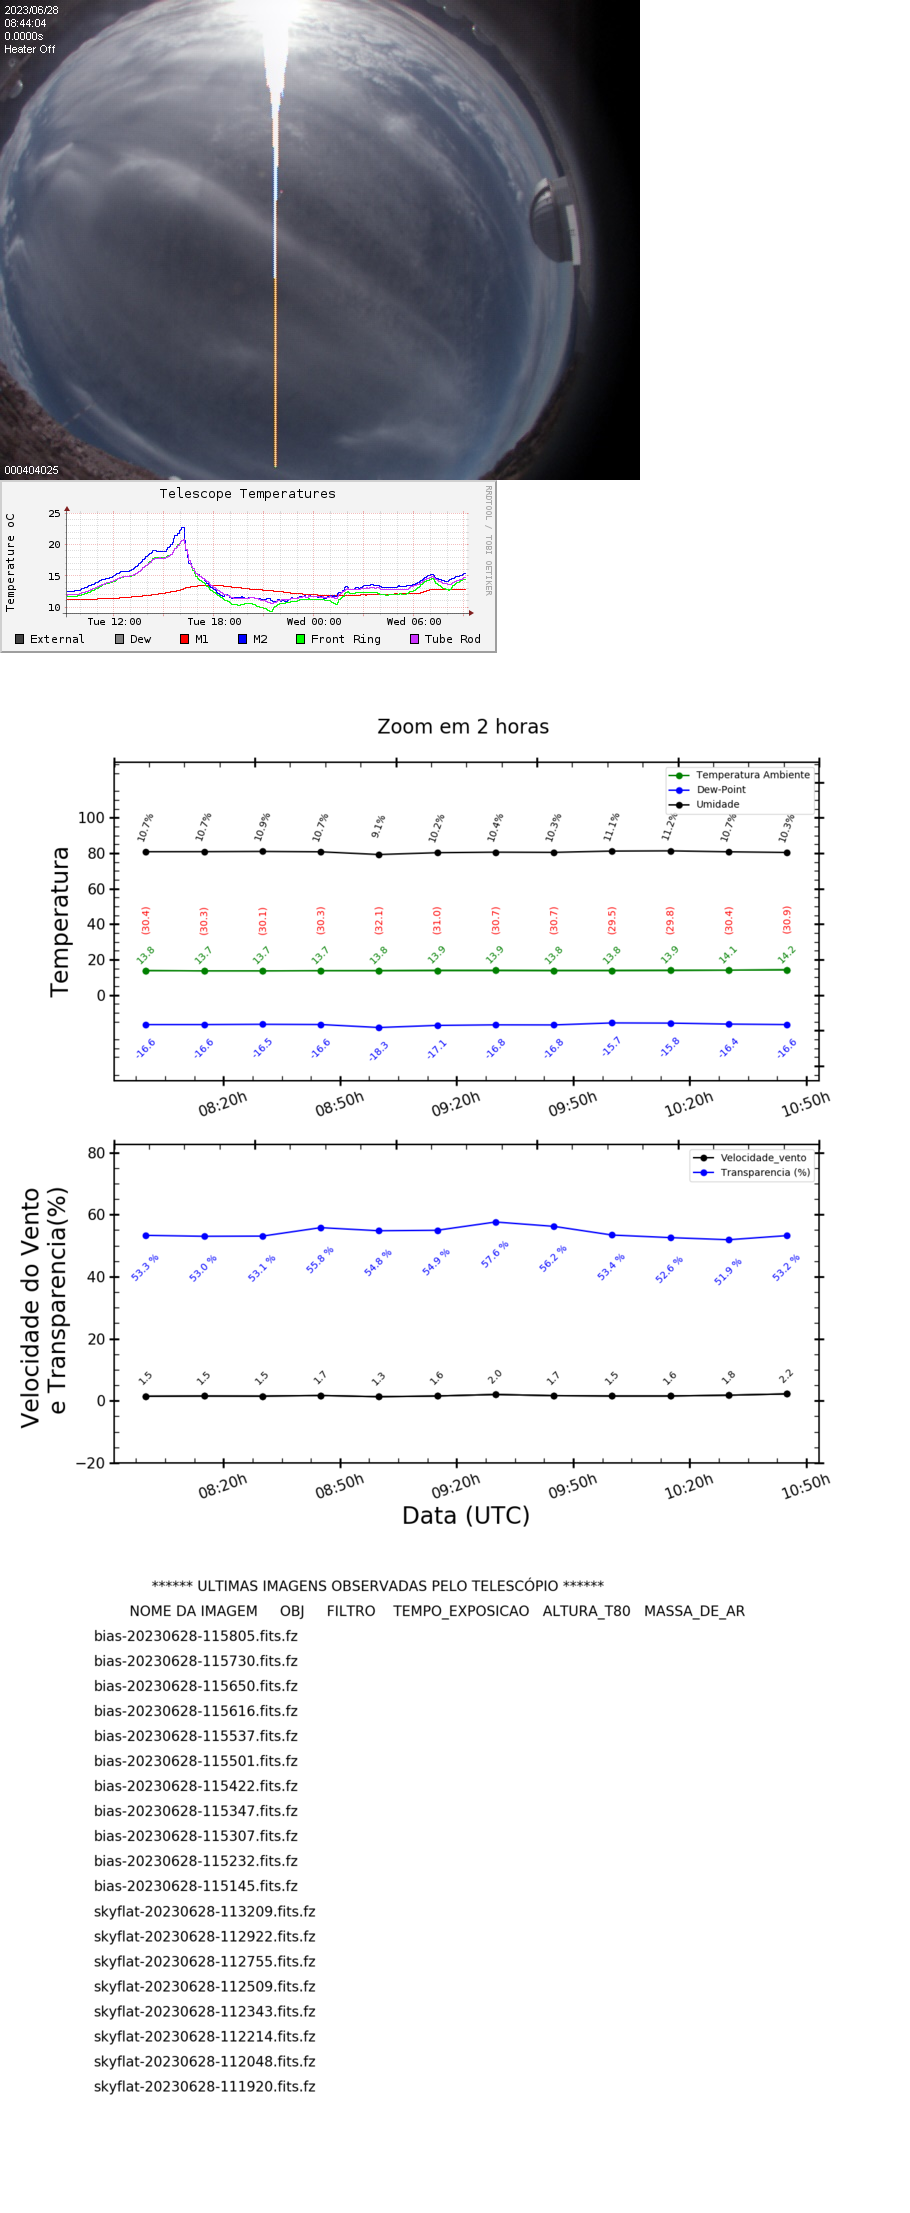 2023/06/28
08:44:04
0.0000s
Heater Off
000404025
Telescope Temperatures
RRDTOOL / TOBI OETIKER
Temperature oC
25
20
15
10
Tue 12:00 Tue 18:00 Wed 00:00 Wed 06:00
External Dew M1 M2 Front Ring Tube Rod
Zoom em 2 horas
Temperatura Ambiente
Dew-Point
Umidade
Temperatura
100
80
60
40
20
0
10.7% 10.7% 10.9% 10.7% 9.1% 10.2% 10.4% 10.3% 11.1% 11.2% 10.7% 10.3%
(30.4) (30.3) (30.1) (30.3) (32.1) (31.0) (30.7) (30.7) (29.5) (29.8) (30.4) (30.9)
13.8 13.7 13.7 13.7 13.8 13.9 13.9 13.8 13.8 13.9 14.1 14.2
-16.6 -16.6 -16.5 -16.6 -18.3 -17.1 -16.8 -16.8 -15.7 -15.8 -16.4 -16.6
08:20h 08:50h 09:20h 09:50h 10:20h 10:50h
Velocidade_vento
Transparencia (%)
Velocidade do Vento
e Transparencia(%)
80
60
40
20
0
−20
53.3 % 53.0 % 53.1 % 55.8 % 54.8 % 54.9 % 57.6 % 56.2 % 53.4 % 52.6 % 51.9 % 53.2 %
1.5 1.5 1.5 1.7 1.3 1.6 2.0 1.7 1.5 1.6 1.8 2.2
08:20h 08:50h 09:20h 09:50h 10:20h 10:50h
Data (UTC)
****** ULTIMAS IMAGENS OBSERVADAS PELO TELESCÓPIO ******
NOME DA IMAGEM OBJ FILTRO TEMPO_EXPOSICAO ALTURA_T80 MASSA_DE_AR
bias-20230628-115805.fits.fz
bias-20230628-115730.fits.fz
bias-20230628-115650.fits.fz
bias-20230628-115616.fits.fz
bias-20230628-115537.fits.fz
bias-20230628-115501.fits.fz
bias-20230628-115422.fits.fz
bias-20230628-115347.fits.fz
bias-20230628-115307.fits.fz
bias-20230628-115232.fits.fz
bias-20230628-115145.fits.fz
skyflat-20230628-113209.fits.fz
skyflat-20230628-112922.fits.fz
skyflat-20230628-112755.fits.fz
skyflat-20230628-112509.fits.fz
skyflat-20230628-112343.fits.fz
skyflat-20230628-112214.fits.fz
skyflat-20230628-112048.fits.fz
skyflat-20230628-111920.fits.fz